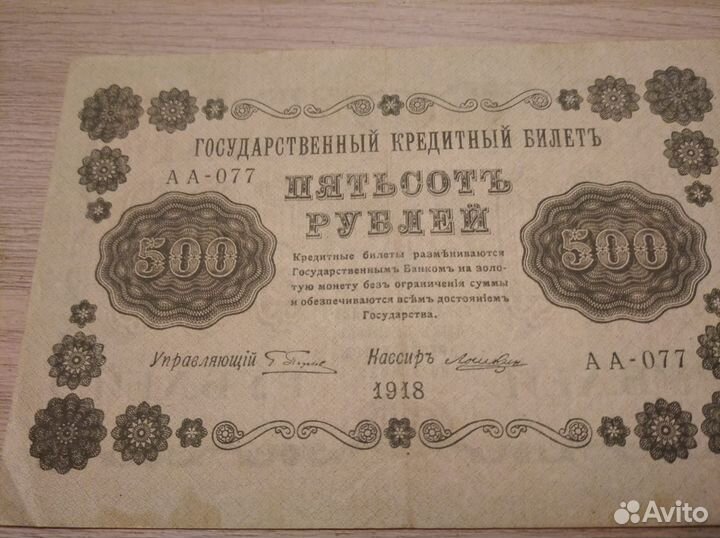 ГОСУДАРСТВЕННЫЙ КРЕДИТНЫЙ БИЛЕТЪ
АА-077
ПЯТЬСОТЪ
РУБЛЕЙ
500
500
Кредитные билеты размѣниваются
Государственнымъ Банкомъ на золо-
тую монету безъ ограниченія суммы
и обезпечиваются всѣмъ достояніемъ
Государства.
Управляющій
Кассиръ
АА-077
1918
Avito